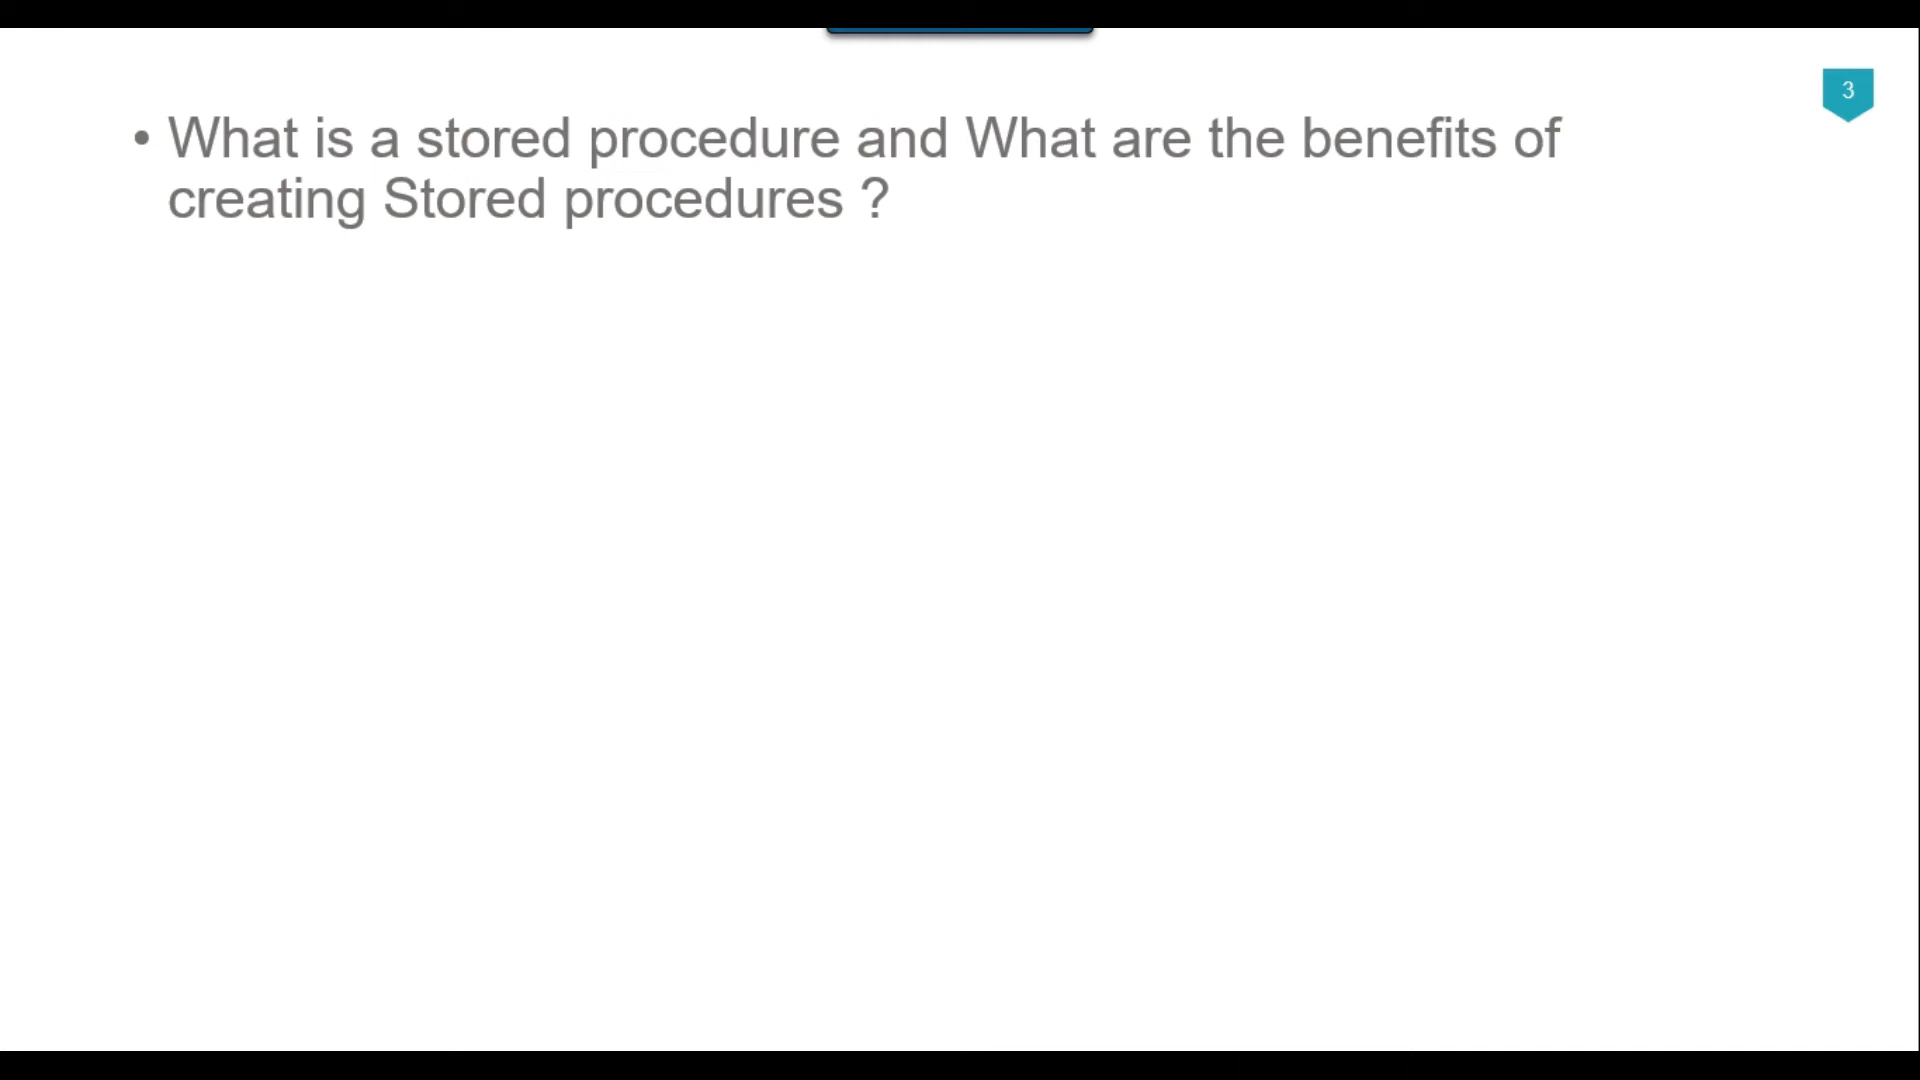 3
• What is a stored procedure and What are the benefits of
creating Stored procedures ?